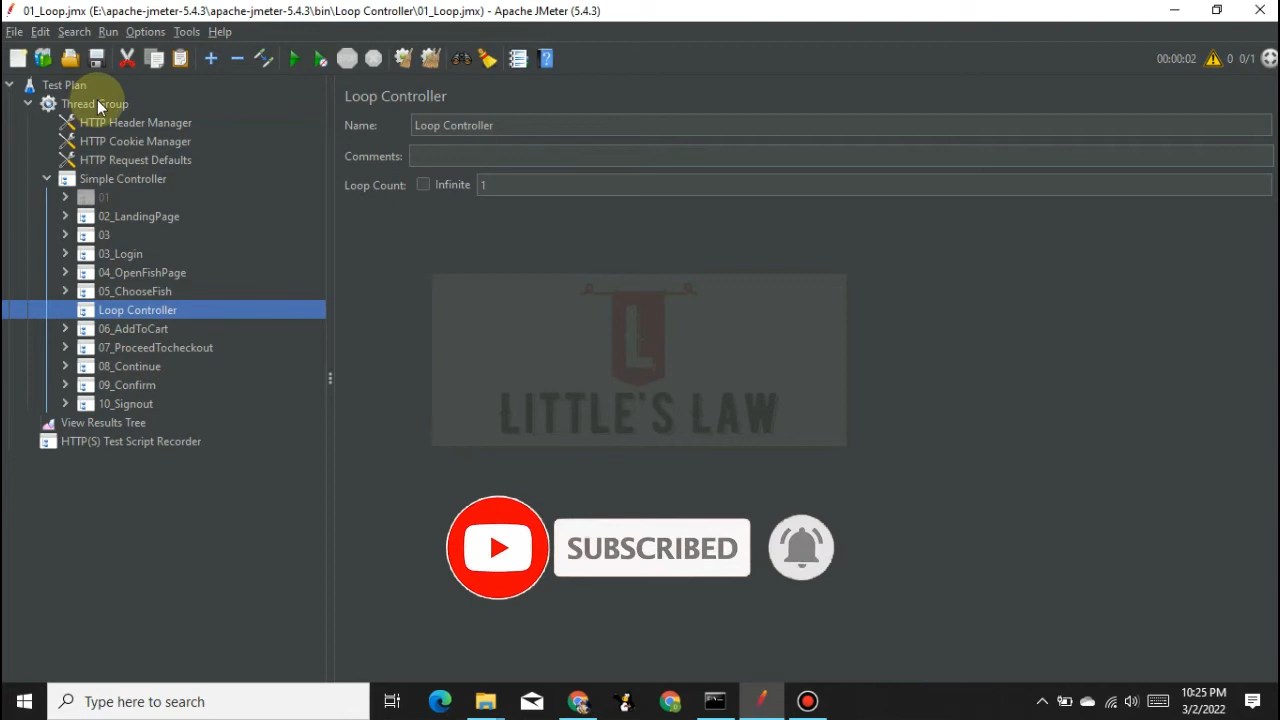 01_Loop.jmx (E:\apache-jmeter-5.4.3\apache-jmeter-5.4.3\bin\Loop Controller\01_Loop.jmx) - Apache JMeter (5.4.3)
File Edit Search Run Options Tools Help
00:00:02 0 0/1
Test Plan
Thread Group
HTTP Header Manager
HTTP Cookie Manager
HTTP Request Defaults
Simple Controller
01
02_LandingPage
03
03_Login
04_OpenFishPage
05_ChooseFish
Loop Controller
06_AddToCart
07_ProceedTocheckout
08_Continue
09_Confirm
10_Signout
View Results Tree
HTTP(S) Test Script Recorder
Loop Controller
Name: Loop Controller
Comments:
Loop Count: Infinite 1
L
LITTLE'S LAW
SUBSCRIBED
Type here to search
10:25 PM
3/2/2022